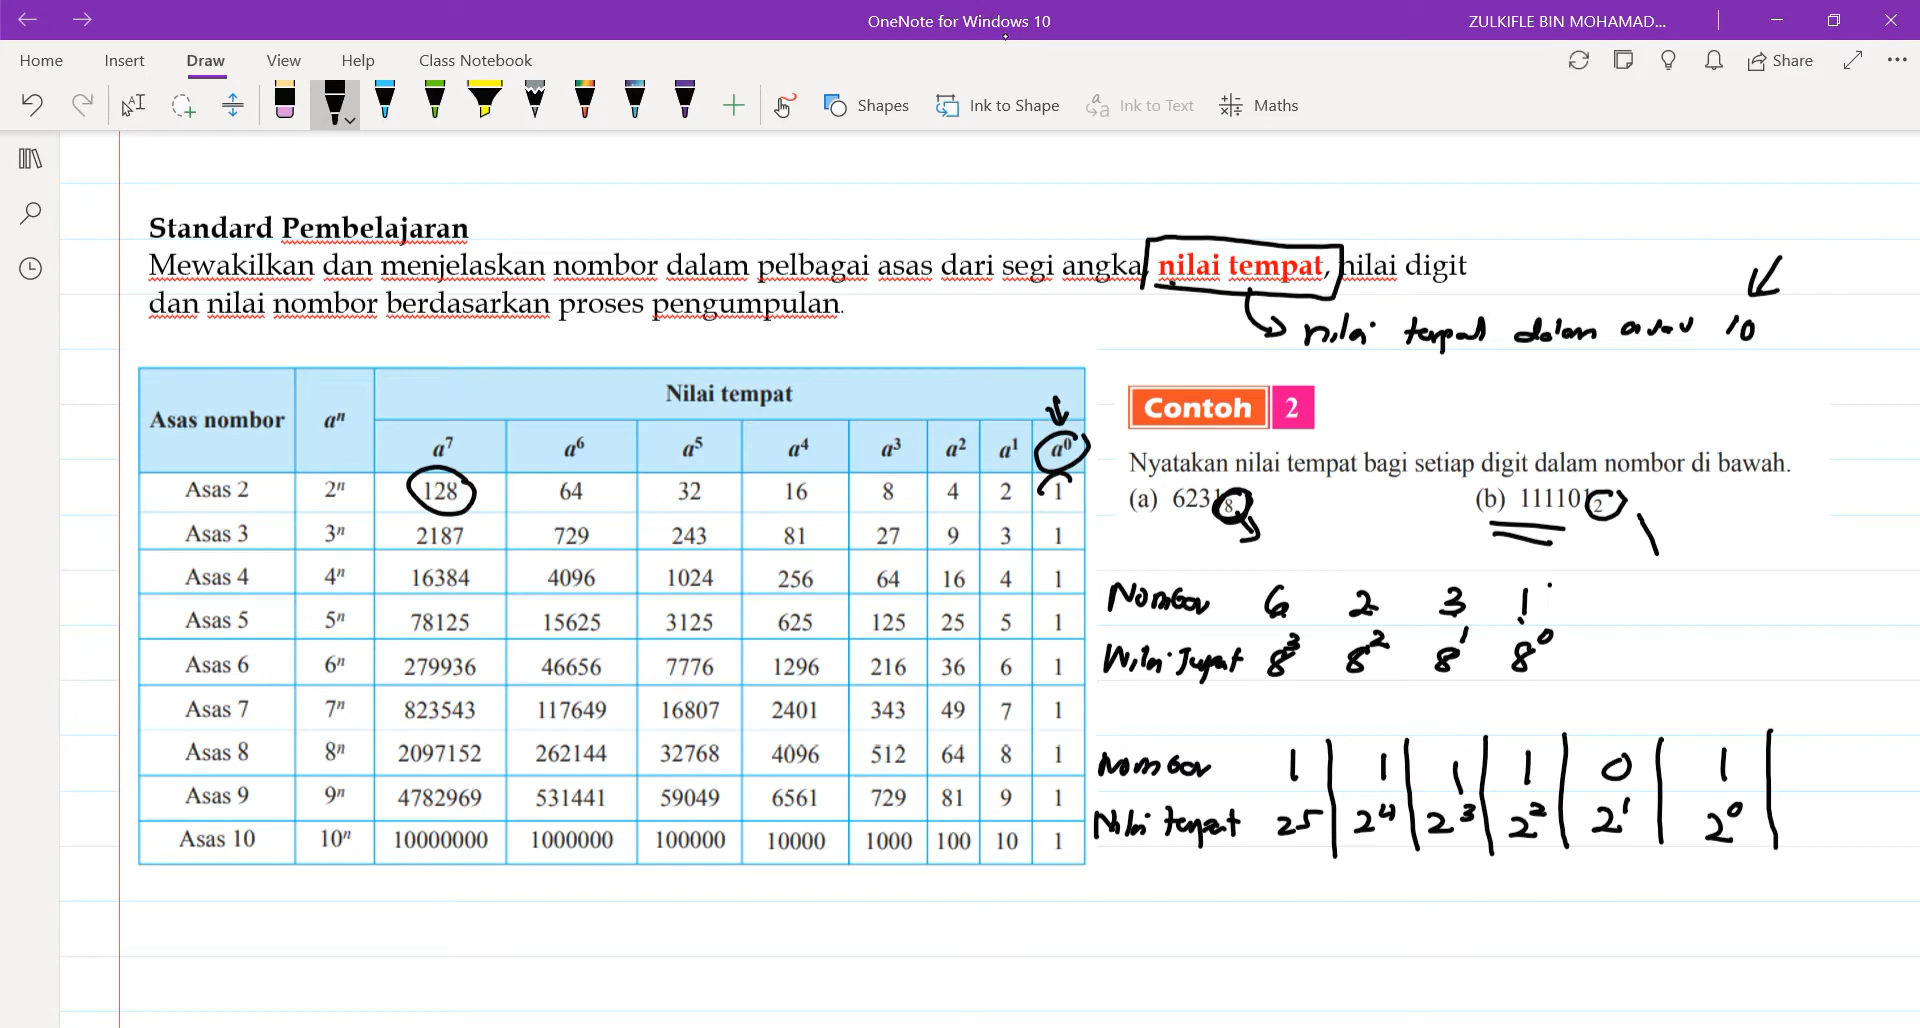 OneNote for Windows 10
ZULKIFLE BIN MOHAMAD...
Home Insert Draw View Help Class Notebook
Share
Shapes Ink to Shape Ink to Text Maths
Standard Pembelajaran
Mewakilkan dan menjelaskan nombor dalam pelbagai asas dari segi angka, nilai tempat, nilai digit
dan nilai nombor berdasarkan proses pengumpulan.
nilai tempat dalam asas 10
Asas nombor aⁿ Nilai tempat
a⁷ a⁶ a⁵ a⁴ a³ a² a¹ a⁰
Asas 2 2ⁿ 128 64 32 16 8 4 2 1
Asas 3 3ⁿ 2187 729 243 81 27 9 3 1
Asas 4 4ⁿ 16384 4096 1024 256 64 16 4 1
Asas 5 5ⁿ 78125 15625 3125 625 125 25 5 1
Asas 6 6ⁿ 279936 46656 7776 1296 216 36 6 1
Asas 7 7ⁿ 823543 117649 16807 2401 343 49 7 1
Asas 8 8ⁿ 2097152 262144 32768 4096 512 64 8 1
Asas 9 9ⁿ 4782969 531441 59049 6561 729 81 9 1
Asas 10 10ⁿ 10000000 1000000 100000 10000 1000 100 10 1
Contoh 2
Nyatakan nilai tempat bagi setiap digit dalam nombor di bawah.
(a) 6231₈ (b) 111101₂
Nombor 6 2 3 1
Nilai tempat 8³ 8² 8¹ 8⁰
Nombor 1 1 1 1 0 1
Nilai tempat 2⁵ 2⁴ 2³ 2² 2¹ 2⁰